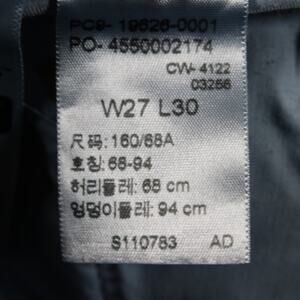 PC9- 19626-0001
PO- 4550002174
CW- 4122
03256
W27 L30
尺码: 160/68A
호칭: 68-94
허리둘레: 68 cm
엉덩이둘레: 94 cm
S110783 AD